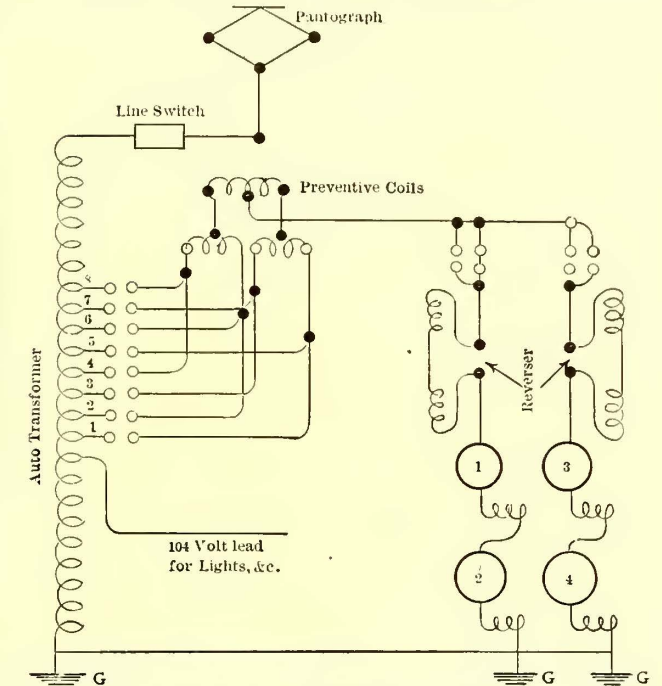 Pantograph
Line Switch
Preventive Coils
8
7
6
5
4
3
2
1
Auto Transformer
Reverser
1
3
2
4
104 Volt lead
for Lights, &c.
G
G
G